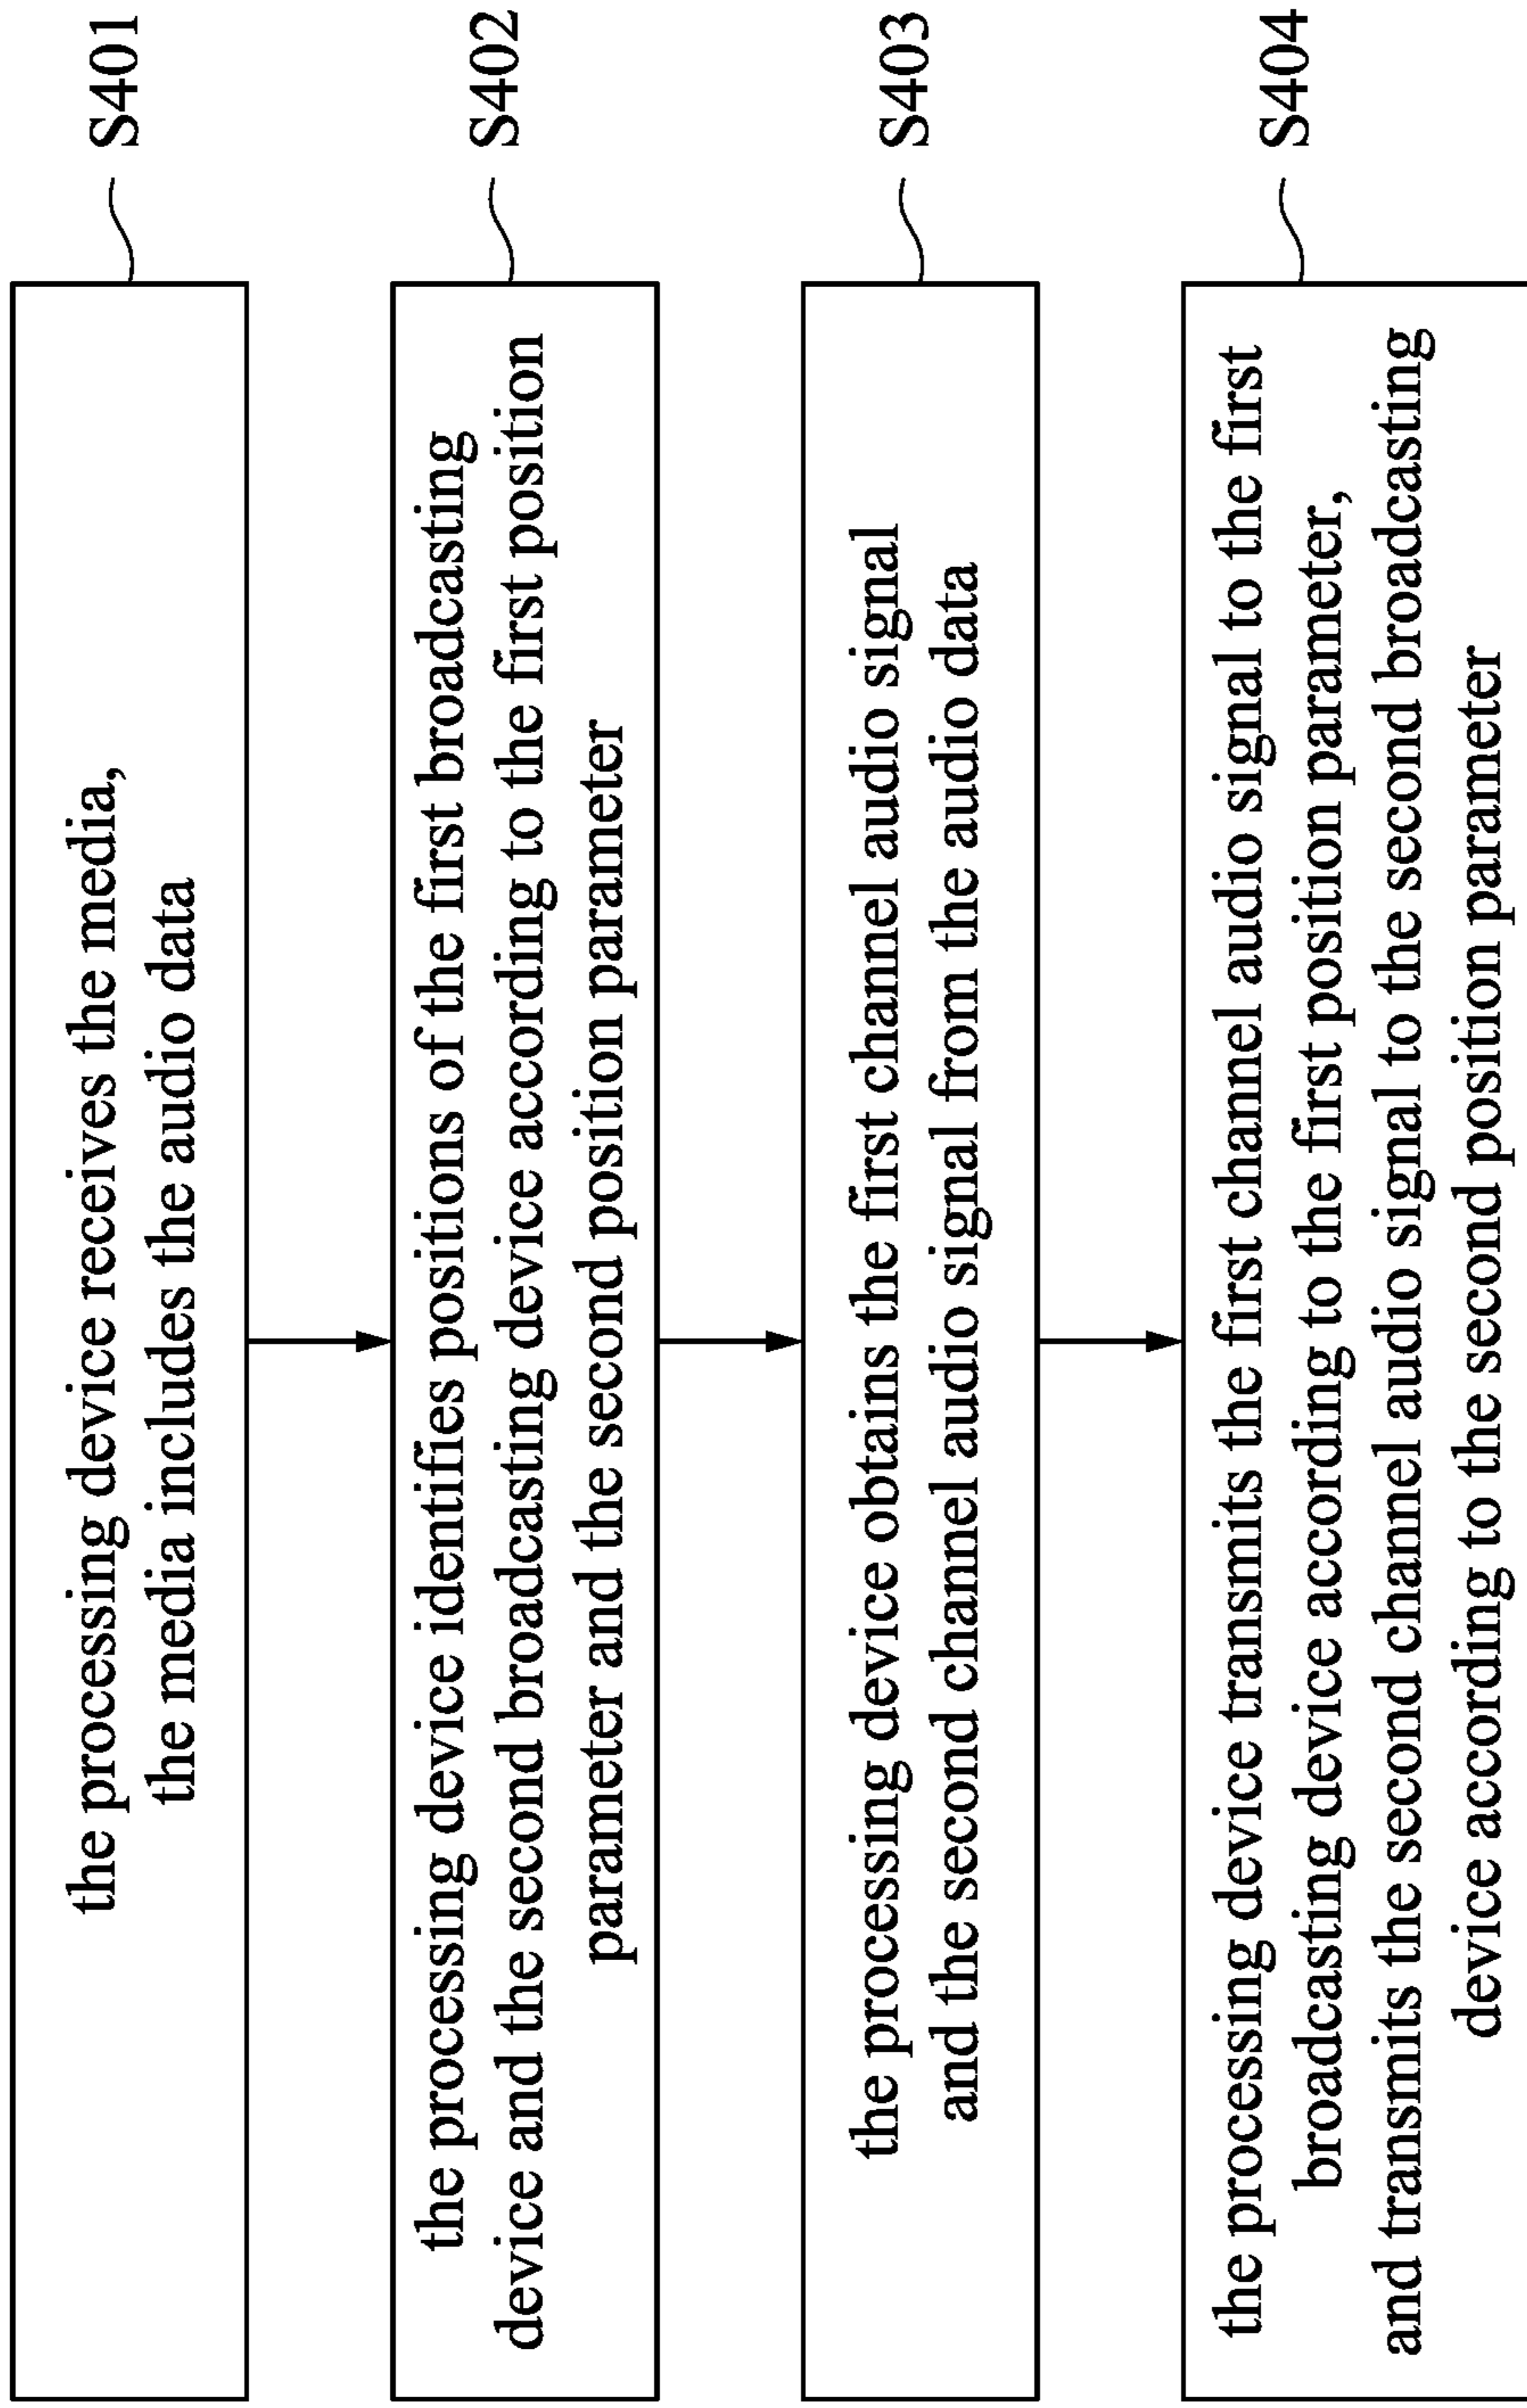 the processing device receives the media,
the media includes the audio data
S401
the processing device identifies positions of the first broadcasting
device and the second broadcasting device according to the first position
parameter and the second position parameter
S402
the processing device obtains the first channel audio signal
and the second channel audio signal from the audio data
S403
the processing device transmits the first channel audio signal to the first
broadcasting device according to the first position parameter,
and transmits the second channel audio signal to the second broadcasting
device according to the second position parameter
S404